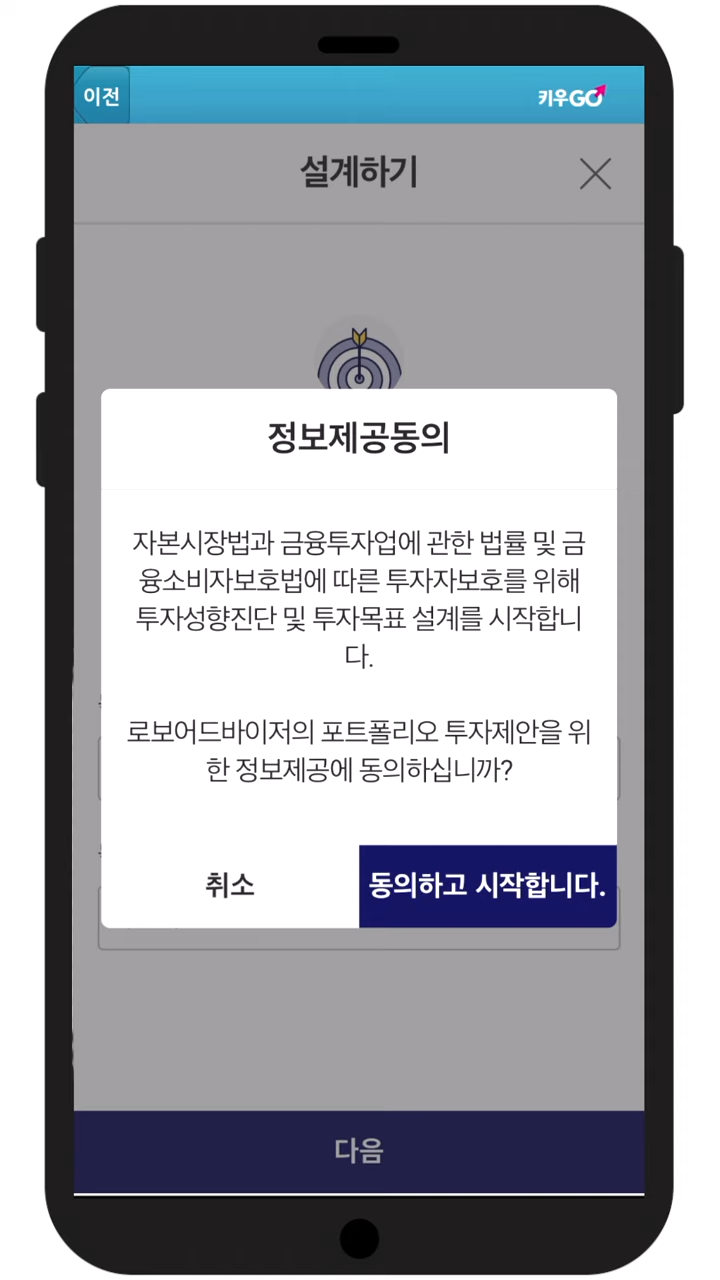 이전
키우GO
설계하기
정보제공동의
자본시장법과 금융투자업에 관한 법률 및 금
융소비자보호법에 따른 투자자보호를 위해
투자성향진단 및 투자목표 설계를 시작합니
다.
로보어드바이저의 포트폴리오 투자제안을 위
한 정보제공에 동의하십니까?
취소
동의하고 시작합니다.
다음